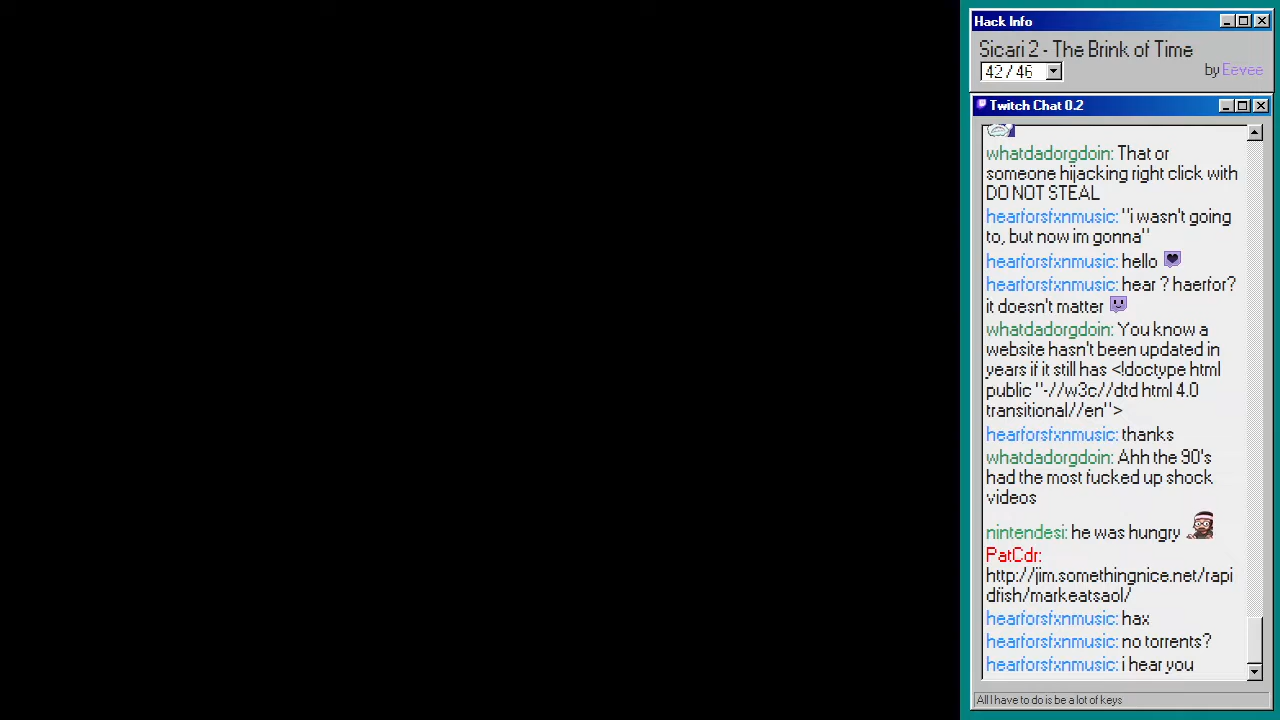 Hack Info
Sicari 2 - The Brink of Time
42 / 46
by Eevee
Twitch Chat 0.2
whatdadorgdoin: That or
someone hijacking right click with
DO NOT STEAL
hearforsfxnmusic: "i wasn't going
to, but now im gonna"
hearforsfxnmusic: hello
hearforsfxnmusic: hear ? haerfor?
it doesn't matter
whatdadorgdoin: You know a
website hasn't been updated in
years if it still has <!doctype html
public "-//w3c//dtd html 4.0
transitional//en">
hearforsfxnmusic: thanks
whatdadorgdoin: Ahh the 90's
had the most fucked up shock
videos
nintendesi: he was hungry
PatCdr:
http://jim.somethingnice.net/rapi
dfish/markeatsaol/
hearforsfxnmusic: hax
hearforsfxnmusic: no torrents?
hearforsfxnmusic: i hear you
All I have to do is be a lot of keys